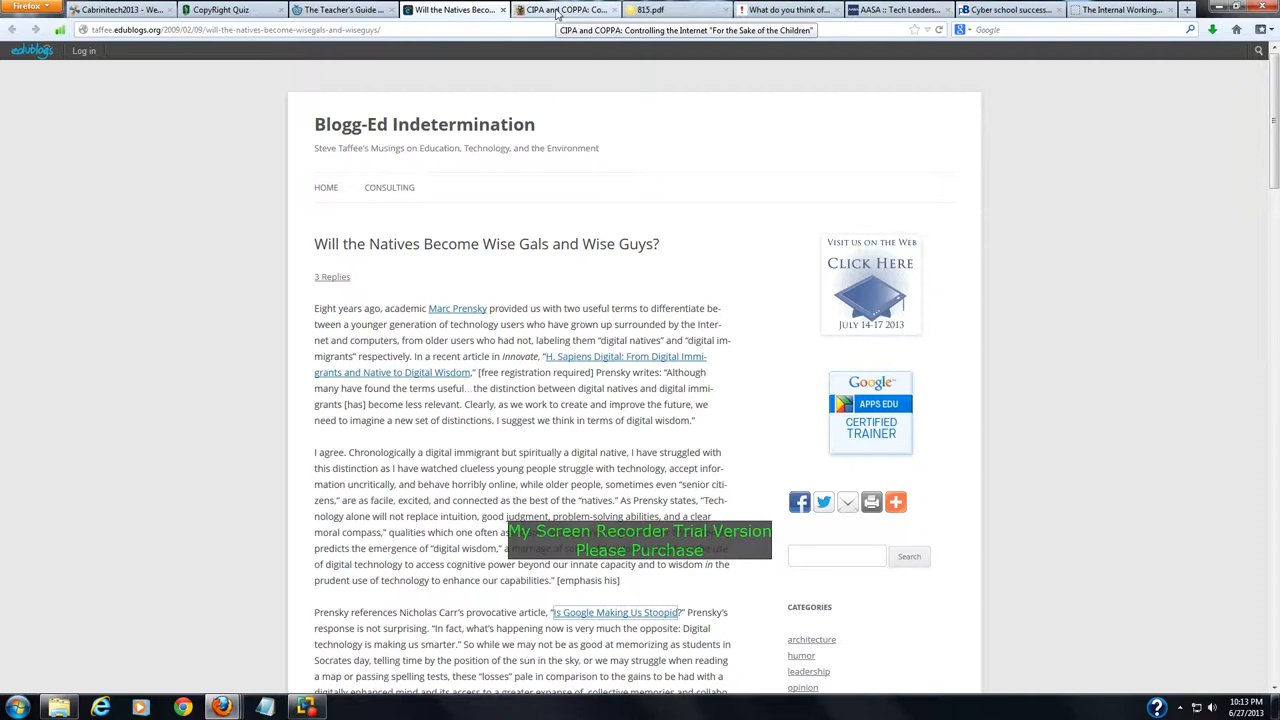 Firefox
Cabrinitech2013 - We...
CopyRight Quiz
The Teacher's Guide ...
Will the Natives Beco...
CIPA and COPPA: Co...
815.pdf
What do you think of...
AASA :: Tech Leaders...
Cyber school success...
The Internal Working...
taffee.edublogs.org/2009/02/09/will-the-natives-become-wisegals-and-wiseguys/
CIPA and COPPA: Controlling the Internet "For the Sake of the Children"
Google
edublogs
Log in
Blogg-Ed Indetermination
Steve Taffee's Musings on Education, Technology, and the Environment
HOME
CONSULTING
Will the Natives Become Wise Gals and Wise Guys?
3 Replies
Eight years ago, academic Marc Prensky provided us with two useful terms to differentiate be-
tween a younger generation of technology users who have grown up surrounded by the Inter-
net and computers, from older users who had not, labeling them “digital natives” and “digital im-
migrants” respectively. In a recent article in Innovate, “H. Sapiens Digital: From Digital Immi-
grants and Native to Digital Wisdom,” [free registration required] Prensky writes: “Although
many have found the terms useful…the distinction between digital natives and digital immi-
grants [has] become less relevant. Clearly, as we work to create and improve the future, we
need to imagine a new set of distinctions. I suggest we think in terms of digital wisdom.”
I agree. Chronologically a digital immigrant but spiritually a digital native, I have struggled with
this distinction as I have watched clueless young people struggle with technology, accept infor-
mation uncritically, and behave horribly online, while older people, sometimes even “senior citi-
zens,” are as facile, excited, and connected as the best of the “natives.” As Prensky states, “Tech-
nology alone will not replace intuition, good judgment, problem-solving abilities, and a clear
moral compass,” qualities which one often as
predicts the emergence of “digital wisdom,”
of digital technology to access cognitive power beyond our innate capacity and to wisdom in the
prudent use of technology to enhance our capabilities.” [emphasis his]
Prensky references Nicholas Carr’s provocative article, “Is Google Making Us Stoopid?” Prensky’s
response is not surprising. “In fact, what’s happening now is very much the opposite: Digital
technology is making us smarter.” So while we may not be as good at memorizing as students in
Socrates day, telling time by the position of the sun in the sky, or we may struggle when reading
a map or passing spelling tests, these “losses” pale in comparison to the gains to be had with a
digitally enhanced mind and its access to a greater expanse of collective memories and collabo-
My Screen Recorder Trial Version
Please Purchase
VISIT US ON THE WEB
CLICK HERE
JULY 14-17 2013
Google
APPS EDU
CERTIFIED
TRAINER
Search
CATEGORIES
architecture
humor
leadership
opinion
10:13 PM
6/27/2013